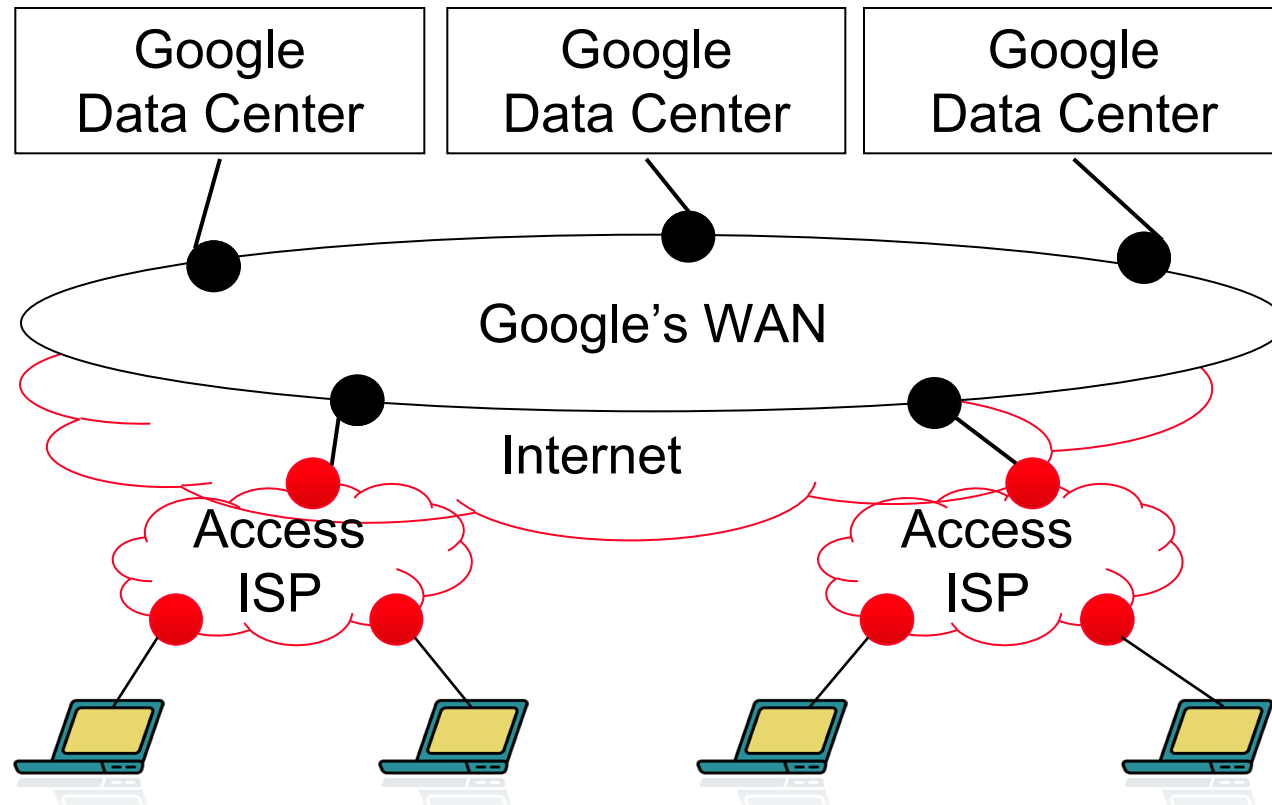 Google
Data Center
Google
Data Center
Google
Data Center
Google’s WAN
Internet
Access
ISP
Access
ISP